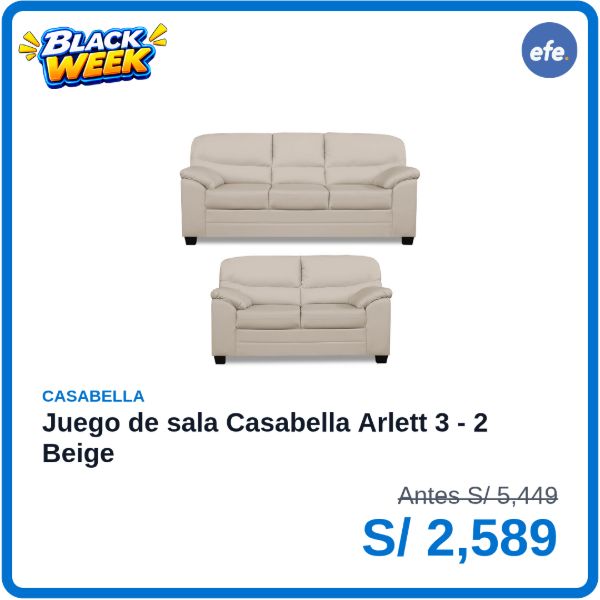 BLACK
WEEK
efe.
CASABELLA
Juego de sala Casabella Arlett 3 - 2
Beige
Antes S/ 5,449
S/ 2,589